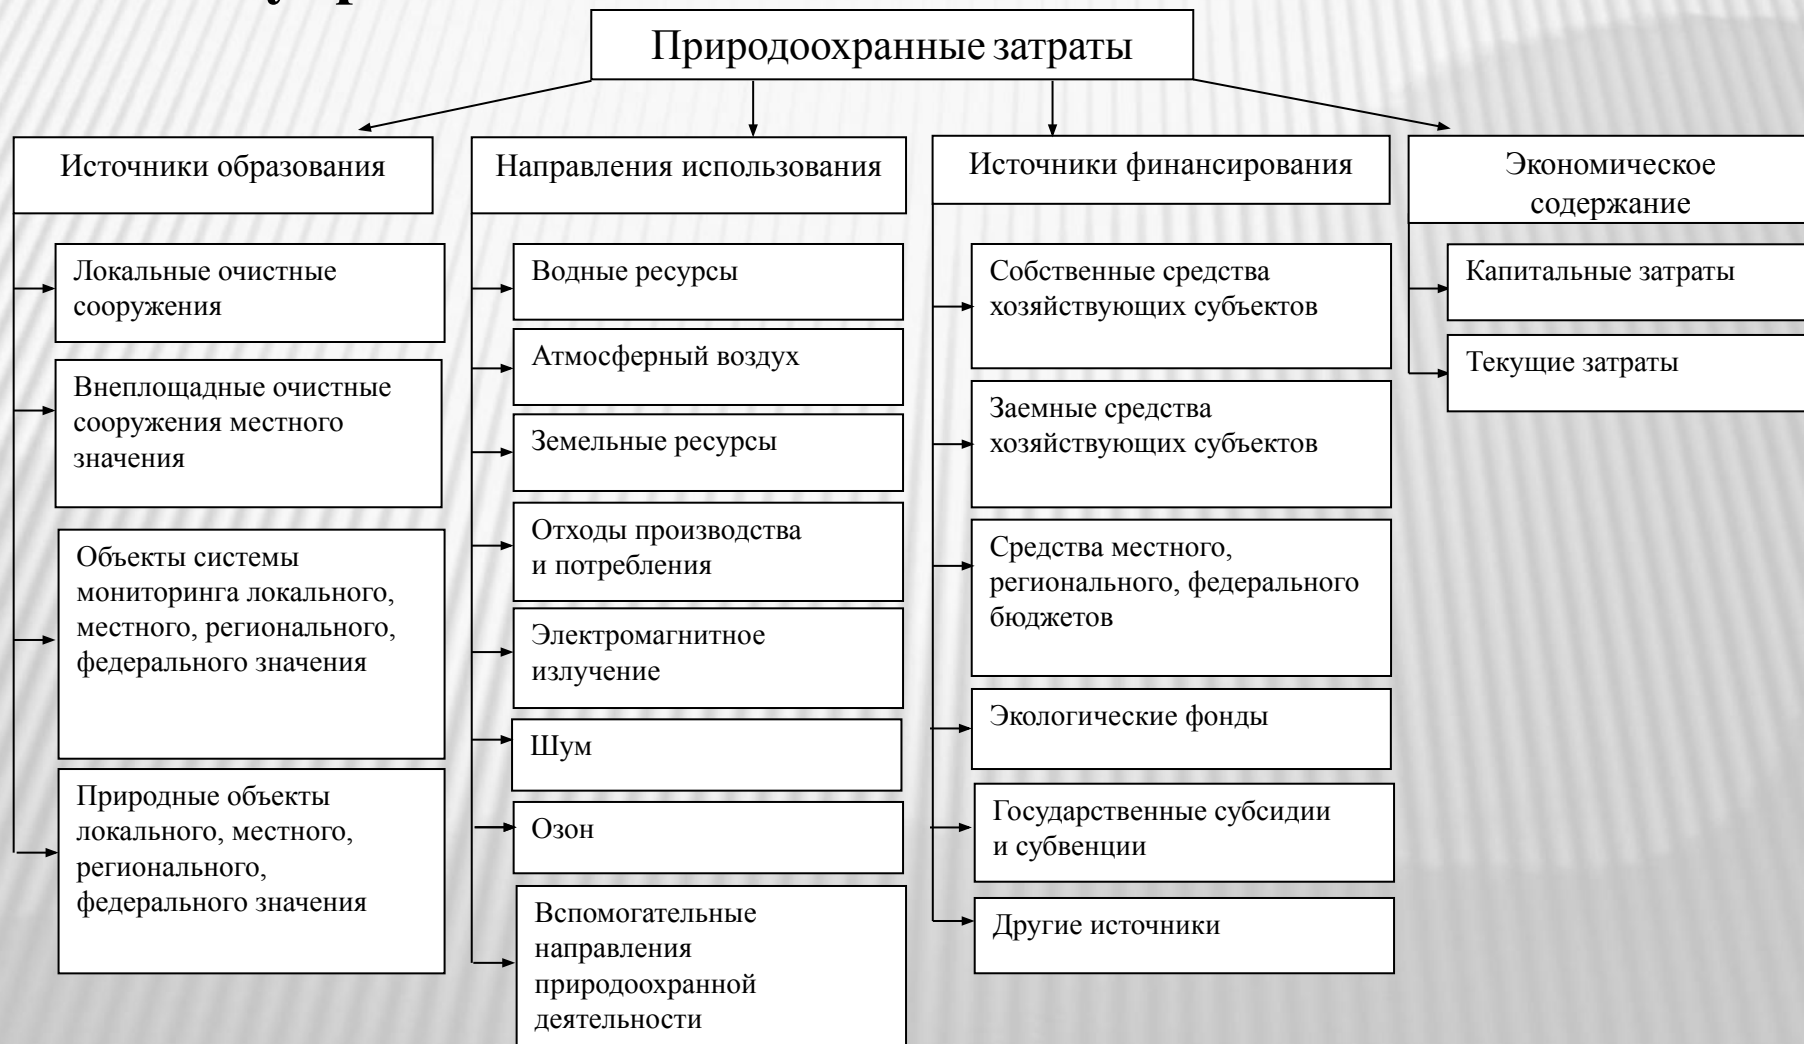 Природоохранные затраты
Источники образования
Локальные очистные
сооружения
Внеплощадные очистные
сооружения местного
значения
Объекты системы
мониторинга локального,
местного, регионального,
федерального значения
Природные объекты
локального, местного,
регионального,
федерального значения
Направления использования
Водные ресурсы
Атмосферный воздух
Земельные ресурсы
Отходы производства
и потребления
Электромагнитное
излучение
Шум
Озон
Вспомогательные
направления
природоохранной
деятельности
Источники финансирования
Собственные средства
хозяйствующих субъектов
Заемные средства
хозяйствующих субъектов
Средства местного,
регионального, федерального
бюджетов
Экологические фонды
Государственные субсидии
и субвенции
Другие источники
Экономическое
содержание
Капитальные затраты
Текущие затраты